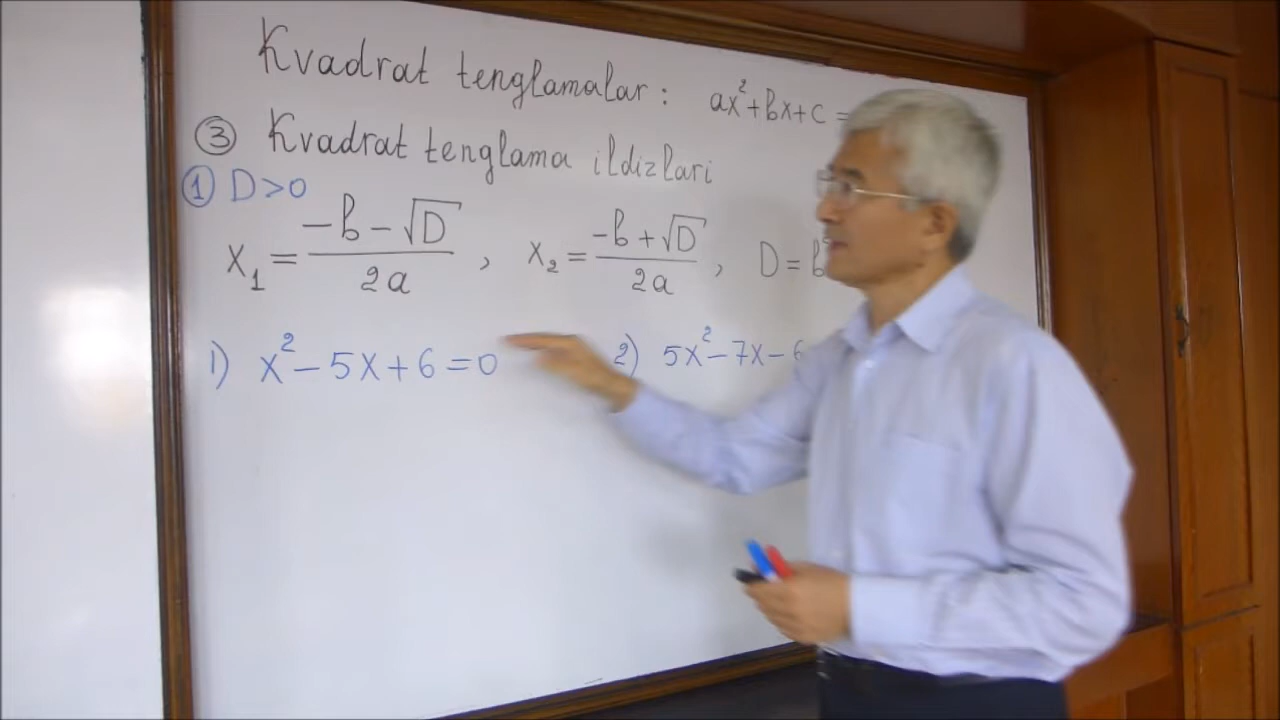 Kvadrat tenglamalar : ax²+bx+c =
③ Kvadrat tenglama ildizlari
① D>0
x₁ = (-b-√D)/2a , x₂ = (-b+√D)/2a , D = b²
1) x²-5x+6=0 2) 5x²-7x-6